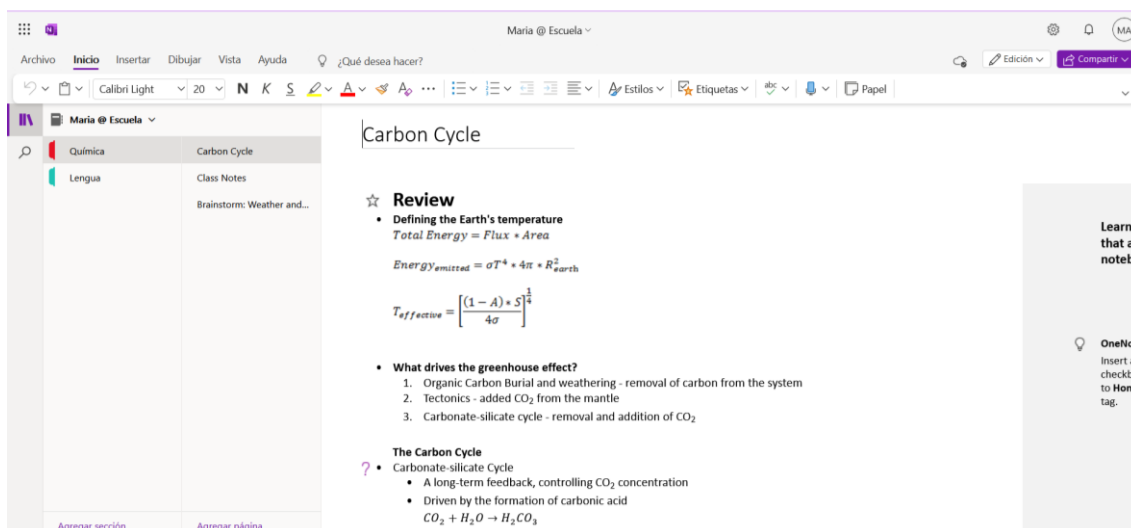 Maria @ Escuela
MA
Archivo Inicio Insertar Dibujar Vista Ayuda ¿Qué desea hacer? Edición Compartir
Calibri Light 20 N K S A A Estilos Etiquetas abc Papel
Maria @ Escuela
Química
Lengua
Carbon Cycle
Class Notes
Brainstorm: Weather and...
Agregar sección
Agregar página
Carbon Cycle
Review
• Defining the Earth's temperature
Total Energy = Flux * Area
Energy_emitted = σT⁴ * 4π * R²_earth
T_effective = [((1 − A) * S) / 4σ]^(1/4)
• What drives the greenhouse effect?
1. Organic Carbon Burial and weathering - removal of carbon from the system
2. Tectonics - added CO₂ from the mantle
3. Carbonate-silicate cycle - removal and addition of CO₂
The Carbon Cycle
? • Carbonate-silicate Cycle
• A long-term feedback, controlling CO₂ concentration
• Driven by the formation of carbonic acid
CO₂ + H₂O → H₂CO₃
Learn
that a
noteb
OneNo
Insert a
checkb
to Hon
tag.